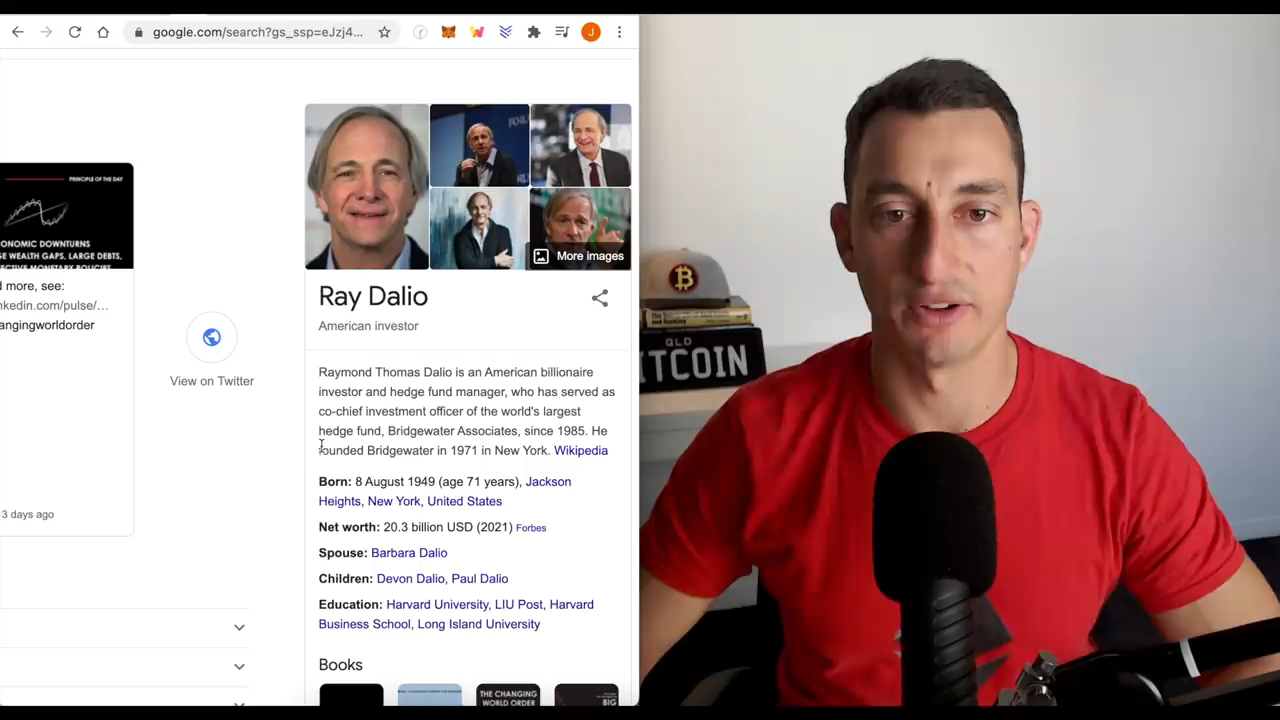 google.com/search?gs_ssp=eJzj4...
J
PRINCIPLE OF THE DAY
ONOMIC DOWNTURNS
GE WEALTH GAPS, LARGE DEBTS,
ECTIVE MONETARY POLICIES
d more, see:
nkedin.com/pulse/…
angingworldorder
View on Twitter
3 days ago
More images
Ray Dalio
American investor
Raymond Thomas Dalio is an American billionaire
investor and hedge fund manager, who has served as
co-chief investment officer of the world's largest
hedge fund, Bridgewater Associates, since 1985. He
founded Bridgewater in 1971 in New York. Wikipedia
Born: 8 August 1949 (age 71 years), Jackson
Heights, New York, United States
Net worth: 20.3 billion USD (2021) Forbes
Spouse: Barbara Dalio
Children: Devon Dalio, Paul Dalio
Education: Harvard University, LIU Post, Harvard
Business School, Long Island University
Books
THE CHANGING
WORLD ORDER
BIG
QLD
ITCOIN